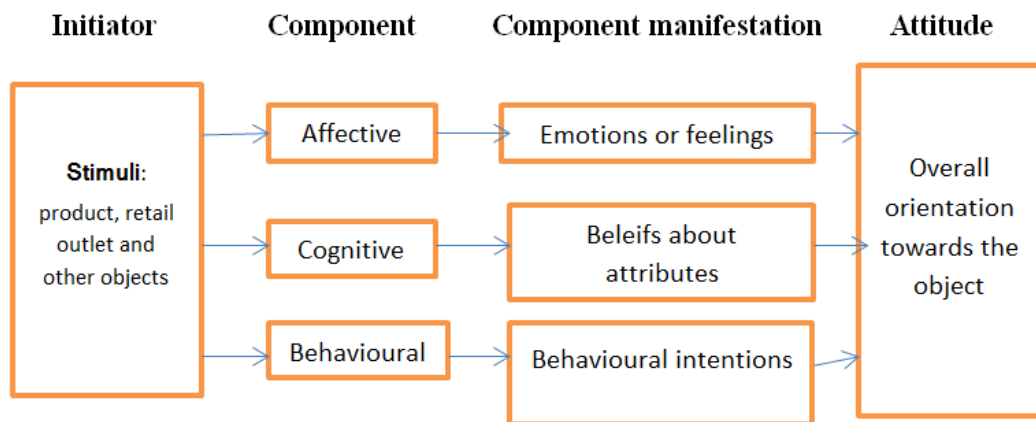 Initiator
Component
Component manifestation
Attitude
Stimuli:
product, retail
outlet and
other objects
Affective
Emotions or feelings
Cognitive
Beleifs about
attributes
Behavioural
Behavioural intentions
Overall
orientation
towards the
object